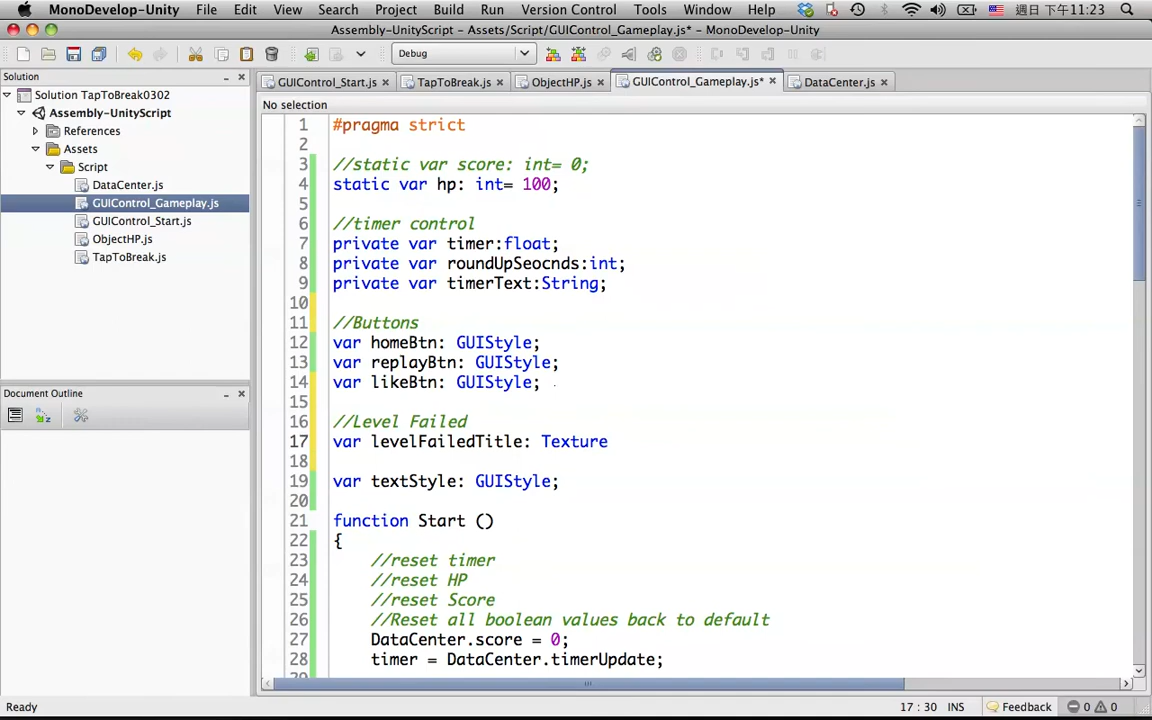 MonoDevelop-Unity File Edit View Search Project Build Run Version Control Tools Window Help 週日 下午11:23
Assembly-UnityScript – Assets/Script/GUIControl_Gameplay.js* – MonoDevelop-Unity
Debug
Solution
Solution TapToBreak0302
Assembly-UnityScript
References
Assets
Script
DataCenter.js
GUIControl_Gameplay.js
GUIControl_Start.js
ObjectHP.js
TapToBreak.js
Document Outline
GUIControl_Start.js TapToBreak.js ObjectHP.js GUIControl_Gameplay.js* DataCenter.js
No selection
1 #pragma strict
2
3 //static var score: int= 0;
4 static var hp: int= 100;
5
6 //timer control
7 private var timer:float;
8 private var roundUpSeocnds:int;
9 private var timerText:String;
10
11 //Buttons
12 var homeBtn: GUIStyle;
13 var replayBtn: GUIStyle;
14 var likeBtn: GUIStyle;
15
16 //Level Failed
17 var levelFailedTitle: Texture
18
19 var textStyle: GUIStyle;
20
21 function Start ()
22 {
23 //reset timer
24 //reset HP
25 //reset Score
26 //Reset all boolean values back to default
27 DataCenter.score = 0;
28 timer = DataCenter.timerUpdate;
Ready 17 : 30 INS Feedback 0 0